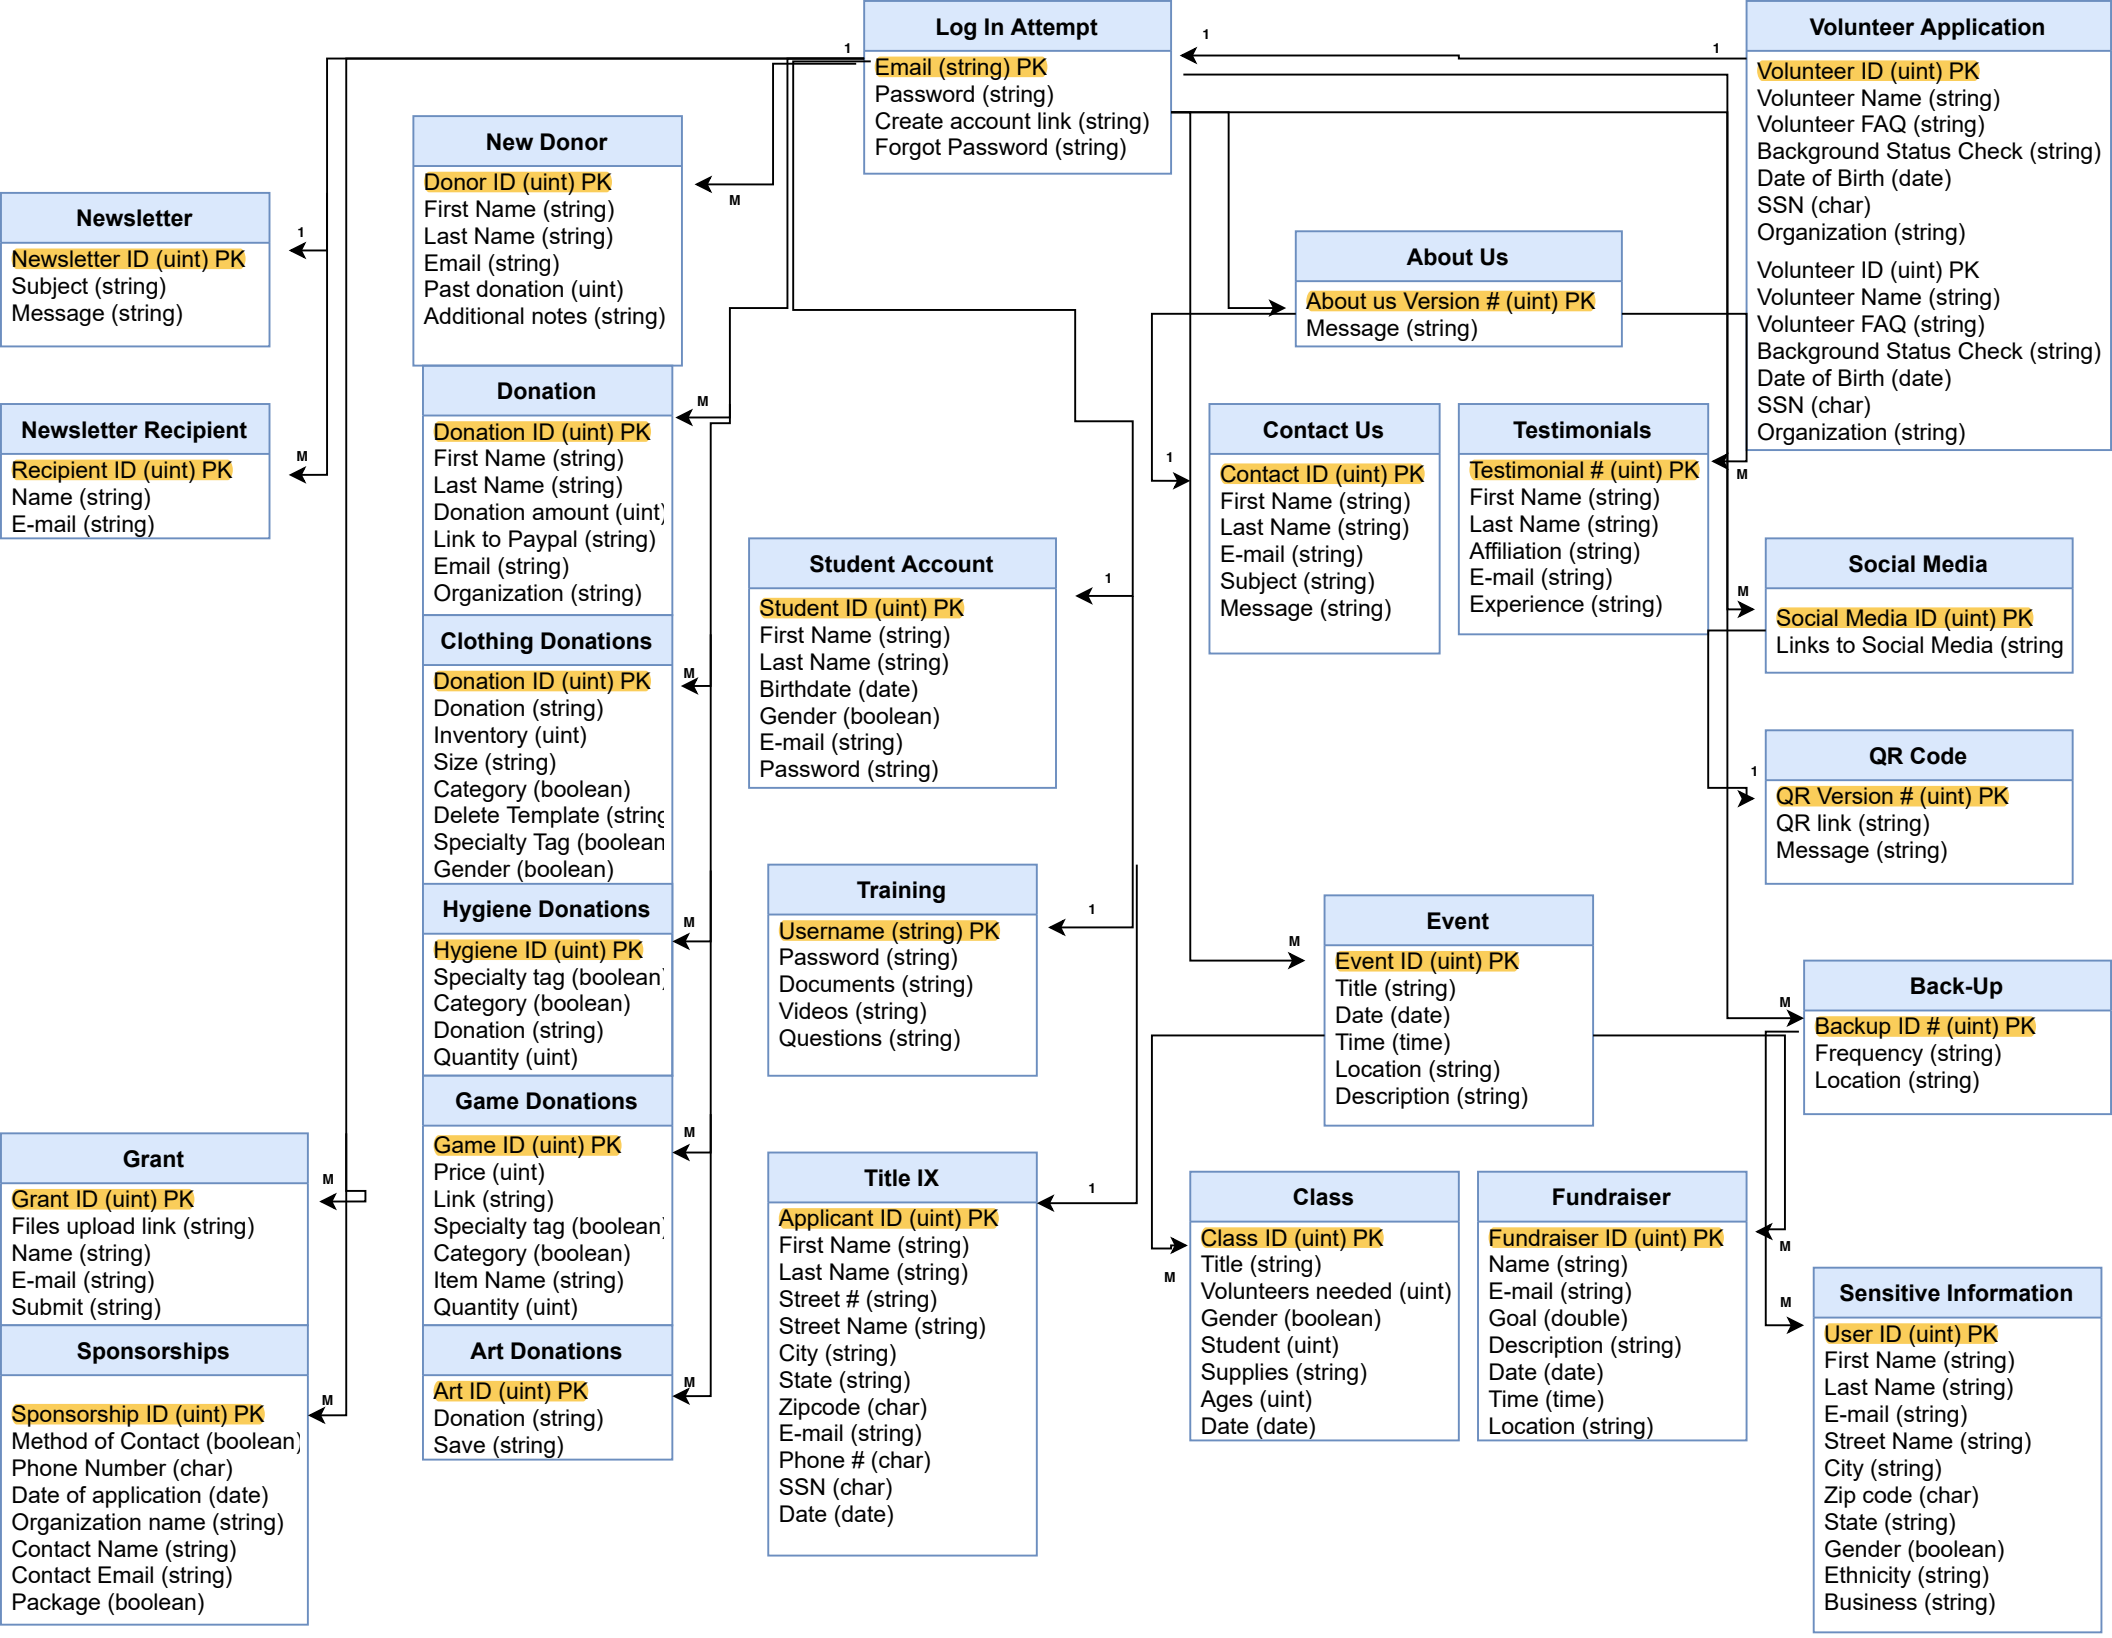 Log In Attempt
Email (string) PK
Password (string)
Create account link (string)
Forgot Password (string)
1
1
1
Volunteer Application
Volunteer ID (uint) PK
Volunteer Name (string)
Volunteer FAQ (string)
Background Status Check (string)
Date of Birth (date)
SSN (char)
Organization (string)
Volunteer ID (uint) PK
Volunteer Name (string)
Volunteer FAQ (string)
Background Status Check (string)
Date of Birth (date)
SSN (char)
Organization (string)
New Donor
Donor ID (uint) PK
First Name (string)
Last Name (string)
Email (string)
Past donation (uint)
Additional notes (string)
M
Newsletter
Newsletter ID (uint) PK
Subject (string)
Message (string)
1
Newsletter Recipient
Recipient ID (uint) PK
Name (string)
E-mail (string)
M
Donation
Donation ID (uint) PK
First Name (string)
Last Name (string)
Donation amount (uint)
Link to Paypal (string)
Email (string)
Organization (string)
M
Clothing Donations
Donation ID (uint) PK
Donation (string)
Inventory (uint)
Size (string)
Category (boolean)
Delete Template (string
Specialty Tag (boolean
Gender (boolean)
M
Hygiene Donations
Hygiene ID (uint) PK
Specialty tag (boolean)
Category (boolean)
Donation (string)
Quantity (uint)
M
Game Donations
Game ID (uint) PK
Price (uint)
Link (string)
Specialty tag (boolean)
Category (boolean)
Item Name (string)
Quantity (uint)
M
Art Donations
Art ID (uint) PK
Donation (string)
Save (string)
M
Grant
Grant ID (uint) PK
Files upload link (string)
Name (string)
E-mail (string)
Submit (string)
M
Sponsorships
Sponsorship ID (uint) PK
Method of Contact (boolean)
Phone Number (char)
Date of application (date)
Organization name (string)
Contact Name (string)
Contact Email (string)
Package (boolean)
M
Student Account
Student ID (uint) PK
First Name (string)
Last Name (string)
Birthdate (date)
Gender (boolean)
E-mail (string)
Password (string)
1
Training
Username (string) PK
Password (string)
Documents (string)
Videos (string)
Questions (string)
1
Title IX
Applicant ID (uint) PK
First Name (string)
Last Name (string)
Street # (string)
Street Name (string)
City (string)
State (string)
Zipcode (char)
E-mail (string)
Phone # (char)
SSN (char)
Date (date)
1
About Us
About us Version # (uint) PK
Message (string)
Contact Us
Contact ID (uint) PK
First Name (string)
Last Name (string)
E-mail (string)
Subject (string)
Message (string)
1
Testimonials
Testimonial # (uint) PK
First Name (string)
Last Name (string)
Affiliation (string)
E-mail (string)
Experience (string)
M
Social Media
Social Media ID (uint) PK
Links to Social Media (string
M
QR Code
QR Version # (uint) PK
QR link (string)
Message (string)
1
Event
Event ID (uint) PK
Title (string)
Date (date)
Time (time)
Location (string)
Description (string)
M
Back-Up
Backup ID # (uint) PK
Frequency (string)
Location (string)
M
Class
Class ID (uint) PK
Title (string)
Volunteers needed (uint)
Gender (boolean)
Student (uint)
Supplies (string)
Ages (uint)
Date (date)
M
Fundraiser
Fundraiser ID (uint) PK
Name (string)
E-mail (string)
Goal (double)
Description (string)
Date (date)
Time (time)
Location (string)
M
Sensitive Information
User ID (uint) PK
First Name (string)
Last Name (string)
E-mail (string)
Street Name (string)
City (string)
Zip code (char)
State (string)
Gender (boolean)
Ethnicity (string)
Business (string)
M